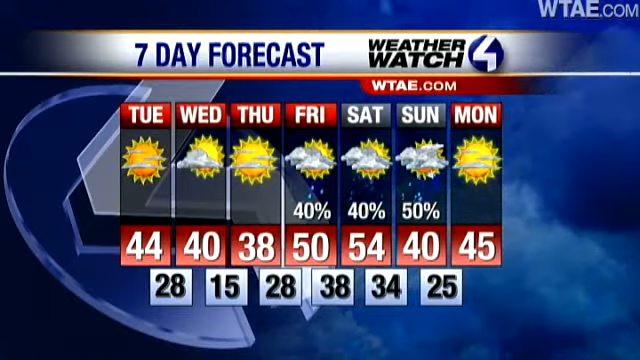 WTAE.COM
7 DAY FORECAST WEATHER WATCH 4
WTAE.COM
TUE WED THU FRI SAT SUN MON
40% 40% 50%
44 40 38 50 54 40 45
28 15 28 38 34 25